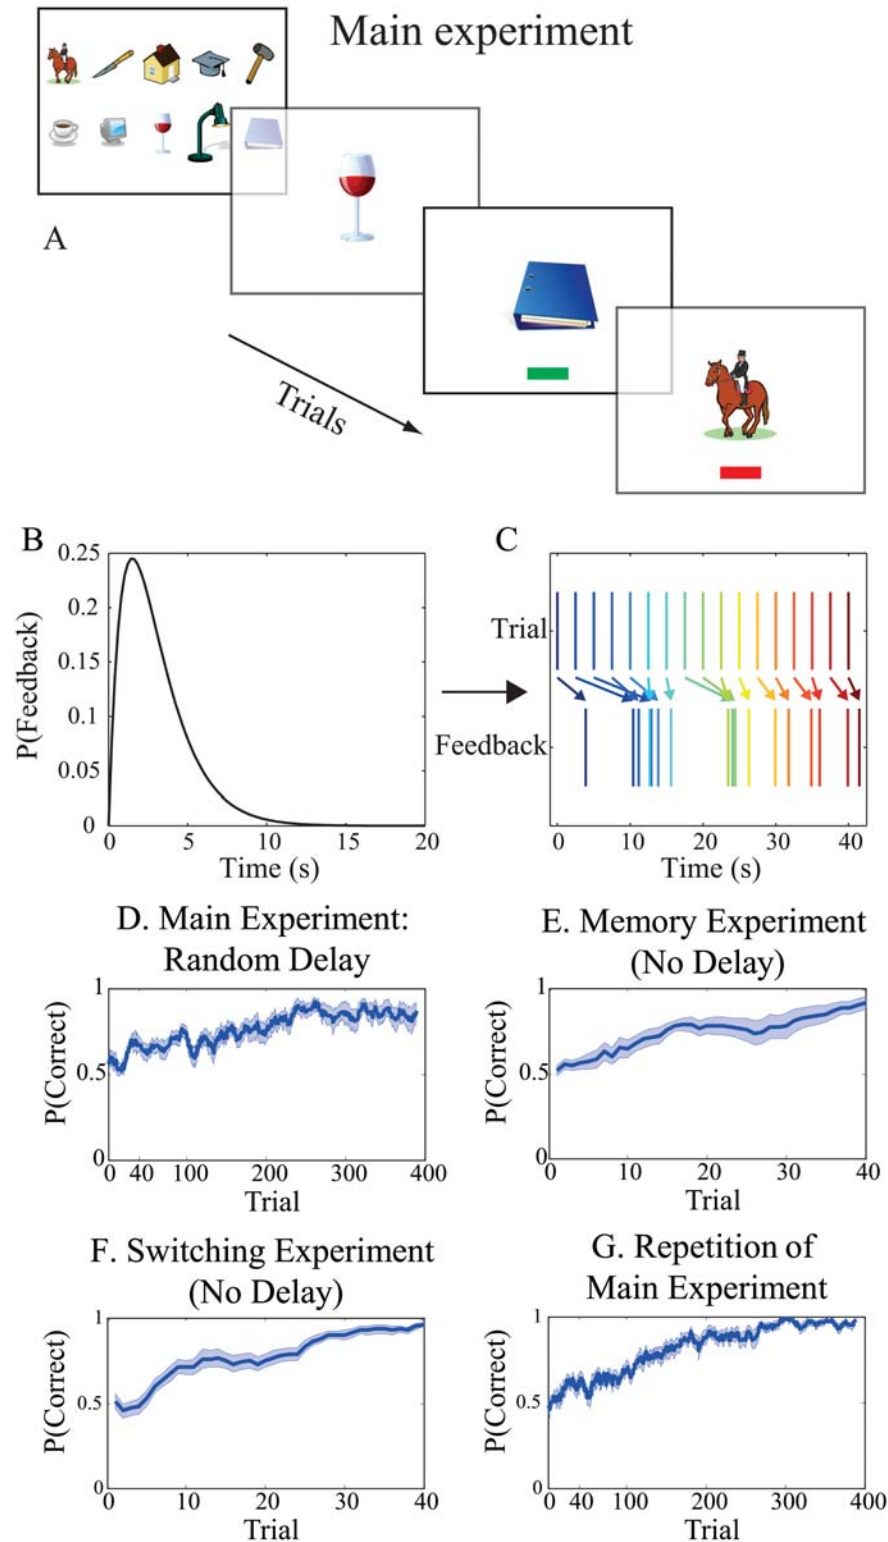 Main experiment
A
Trials
B
P(Feedback)
0.25
0.2
0.15
0.1
0.05
0
0 5 10 15 20
Time (s)
C
Trial
Feedback
0 10 20 30 40
Time (s)
D. Main Experiment:
Random Delay
P(Correct)
1
0.5
0
0 40 100 200 300 400
Trial
E. Memory Experiment
(No Delay)
P(Correct)
1
0.5
0
0 10 20 30 40
Trial
F. Switching Experiment
(No Delay)
P(Correct)
1
0.5
0
0 10 20 30 40
Trial
G. Repetition of
Main Experiment
P(Correct)
1
0.5
0
0 40 100 200 300 400
Trial